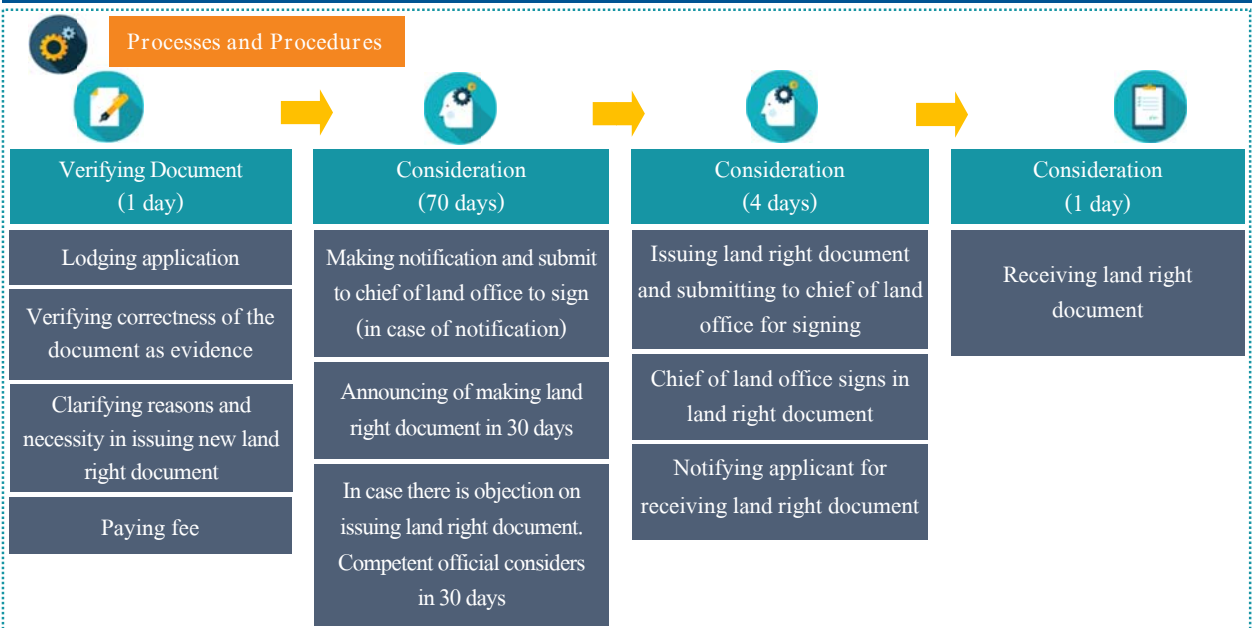 Processes and Procedures
Verifying Document
(1 day)
Lodging application
Verifying correctness of the
document as evidence
Clarifying reasons and
necessity in issuing new land
right document
Paying fee
Consideration
(70 days)
Making notification and submit
to chief of land office to sign
(in case of notification)
Announcing of making land
right document in 30 days
In case there is objection on
issuing land right document.
Competent official considers
in 30 days
Consideration
(4 days)
Issuing land right document
and submitting to chief of land
office for signing
Chief of land office signs in
land right document
Notifying applicant for
receiving land right document
Consideration
(1 day)
Receiving land right
document